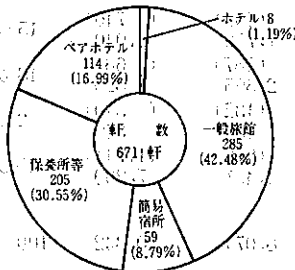 ホテル 8
(1.19%)
一般旅館
285
(42.48%)
簡易
宿所
59
(8.79%)
保養所等
205
(30.55%)
ペアホテル
114
(16.99%)
軒 数
671軒